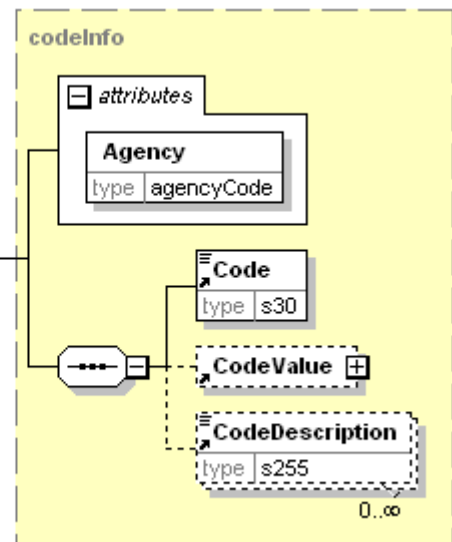 codeInfo
attributes
Agency
type agencyCode
Code
type s30
CodeValue
CodeDescription
type s255
0..∞